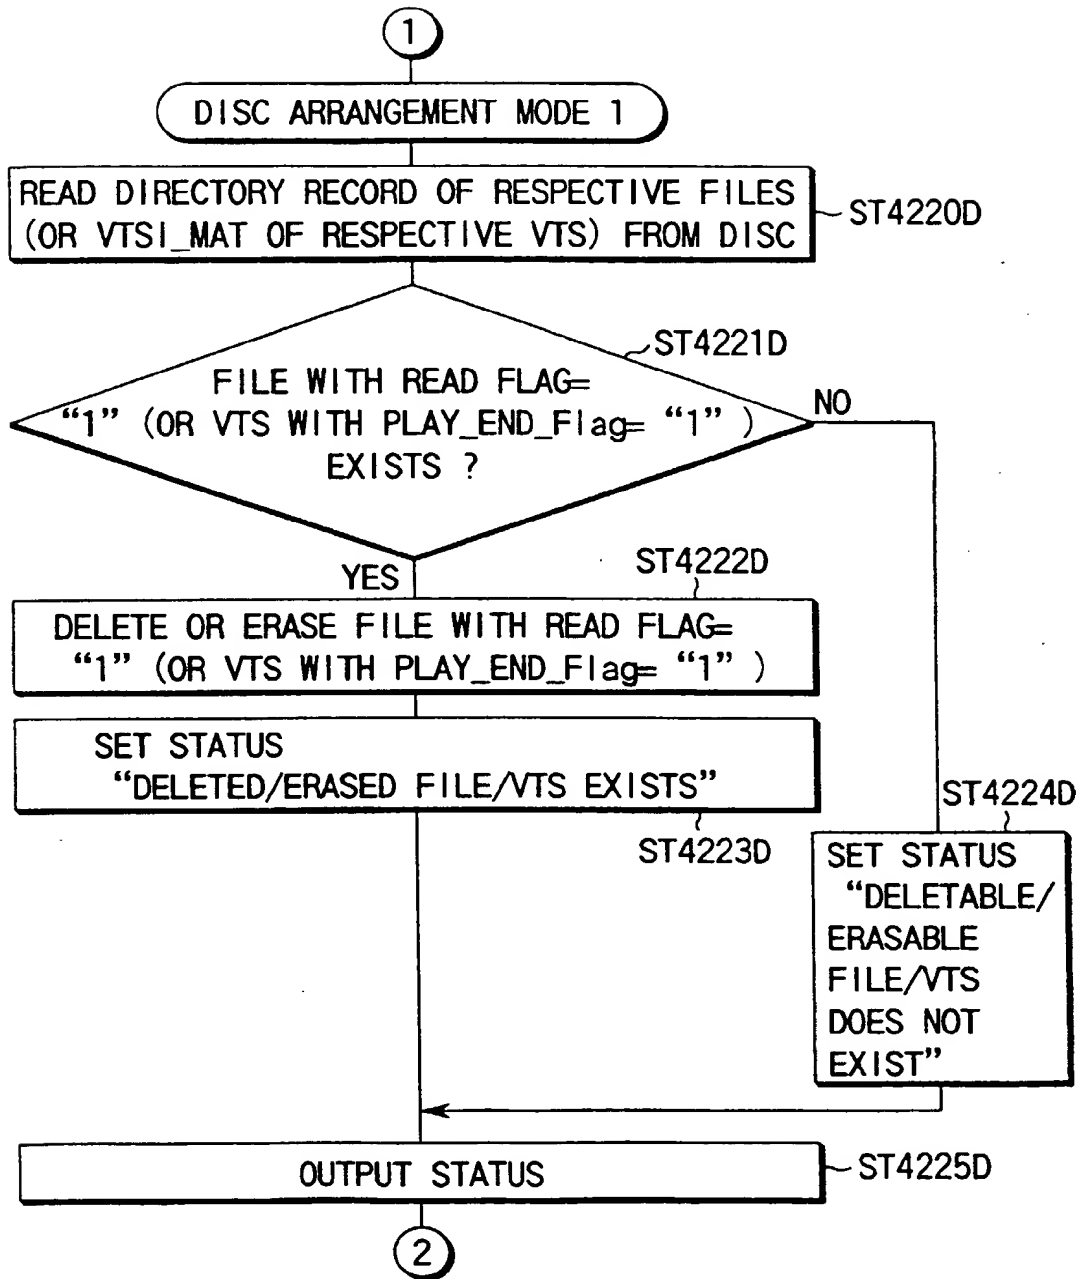 1
DISC ARRANGEMENT MODE 1
READ DIRECTORY RECORD OF RESPECTIVE FILES
(OR VTSI_MAT OF RESPECTIVE VTS) FROM DISC
ST4220D
ST4221D
FILE WITH READ FLAG=
“1” (OR VTS WITH PLAY_END_Flag= “1” )
EXISTS ?
NO
YES
ST4222D
DELETE OR ERASE FILE WITH READ FLAG=
“1” (OR VTS WITH PLAY_END_Flag= “1” )
SET STATUS
“DELETED/ERASED FILE/VTS EXISTS”
ST4223D
ST4224D
SET STATUS
“DELETABLE/
ERASABLE
FILE/VTS
DOES NOT
EXIST”
OUTPUT STATUS
ST4225D
2